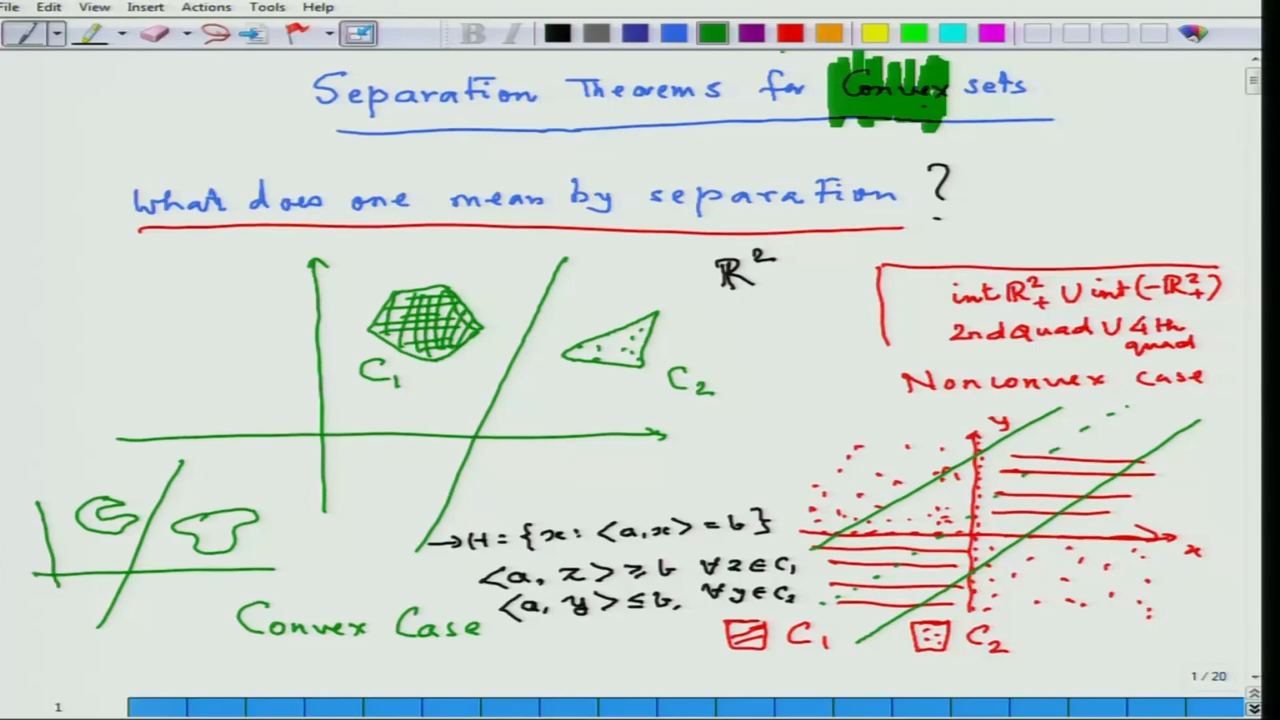 File Edit View Insert Actions Tools Help
B I
Separation Theorems for Convex sets
What does one mean by separation ?
ℝ²
C₁
C₂
→H = {x: <a,x> = b}
<a, z> ≥ b ∀ z ∈ C₁
<a, y> ≤ b, ∀ y ∈ C₂
Convex Case
int ℝ²₊ ∪ int(-ℝ²₊)
2nd Quad ∪ 4th
quad
Nonconvex Case
y
x
C₁ C₂
1 / 20
1